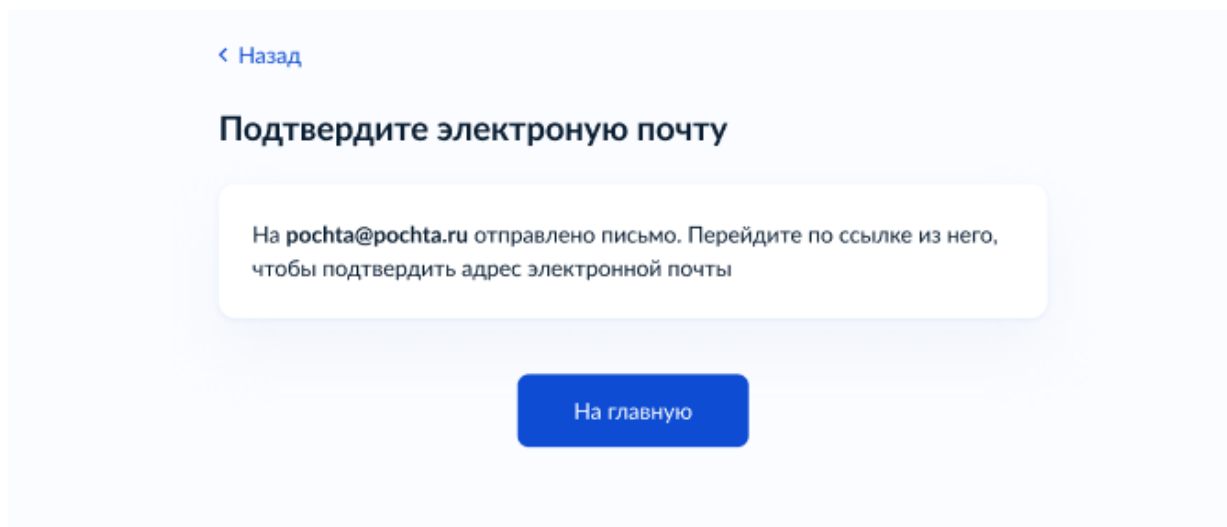 Назад
Подтвердите электроную почту
На pochta@pochta.ru отправлено письмо. Перейдите по ссылке из него,
чтобы подтвердить адрес электронной почты
На главную